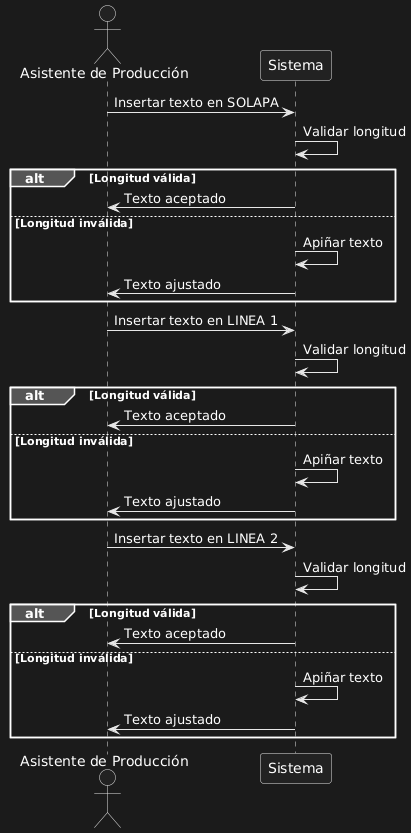 Asistente de Producción
Sistema
Insertar texto en SOLAPA
Validar longitud
alt [Longitud válida]
Texto aceptado
[Longitud inválida]
Apiñar texto
Texto ajustado
Insertar texto en LINEA 1
Validar longitud
alt [Longitud válida]
Texto aceptado
[Longitud inválida]
Apiñar texto
Texto ajustado
Insertar texto en LINEA 2
Validar longitud
alt [Longitud válida]
Texto aceptado
[Longitud inválida]
Apiñar texto
Texto ajustado
Asistente de Producción
Sistema